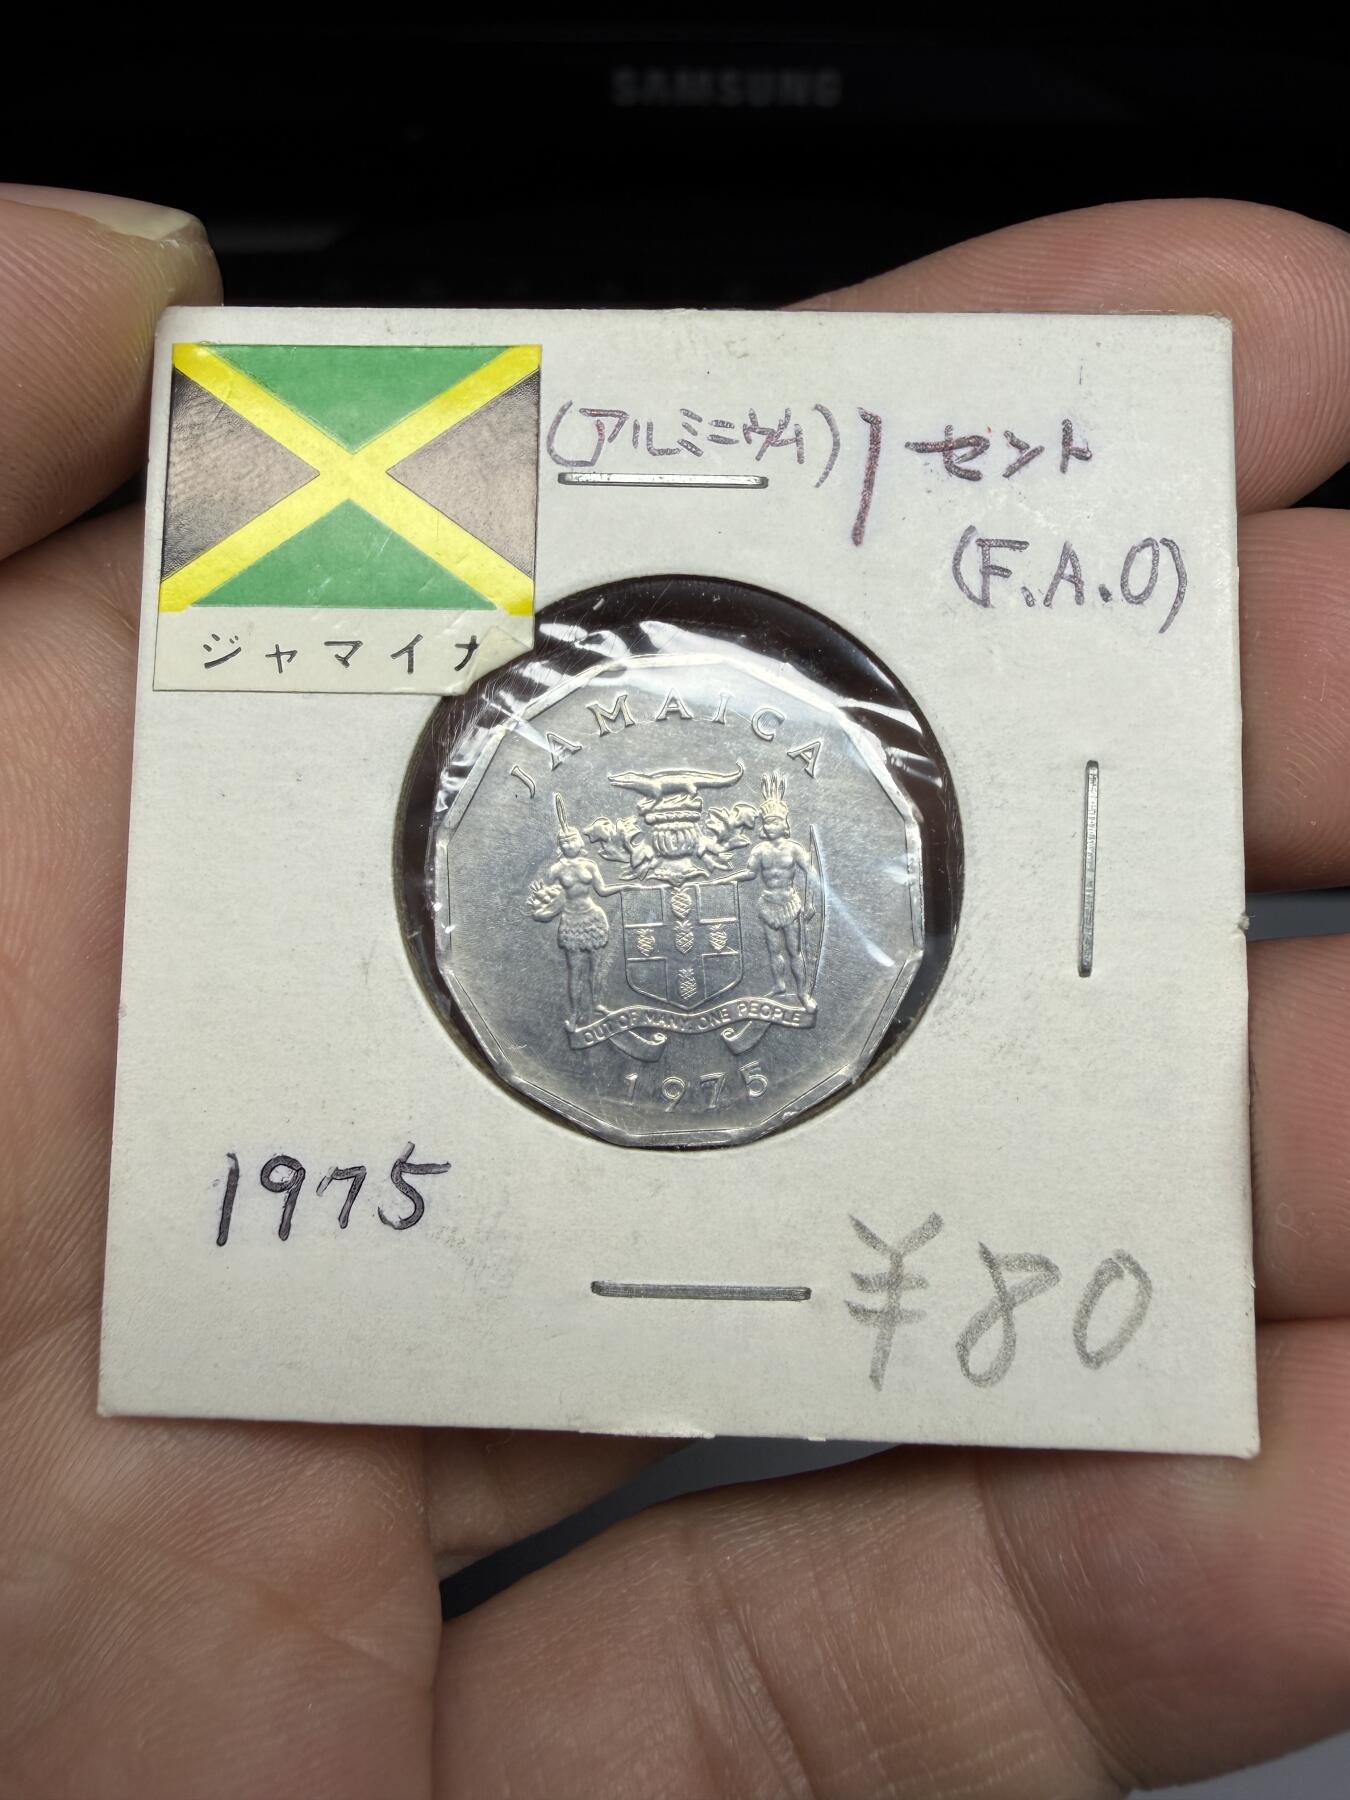 SAMSUNG
(アルミニウム) 1 セント
(F.A.O)
ジャマイカ
JAMAICA
OUT OF MANY, ONE PEOPLE
1975
1975
¥80